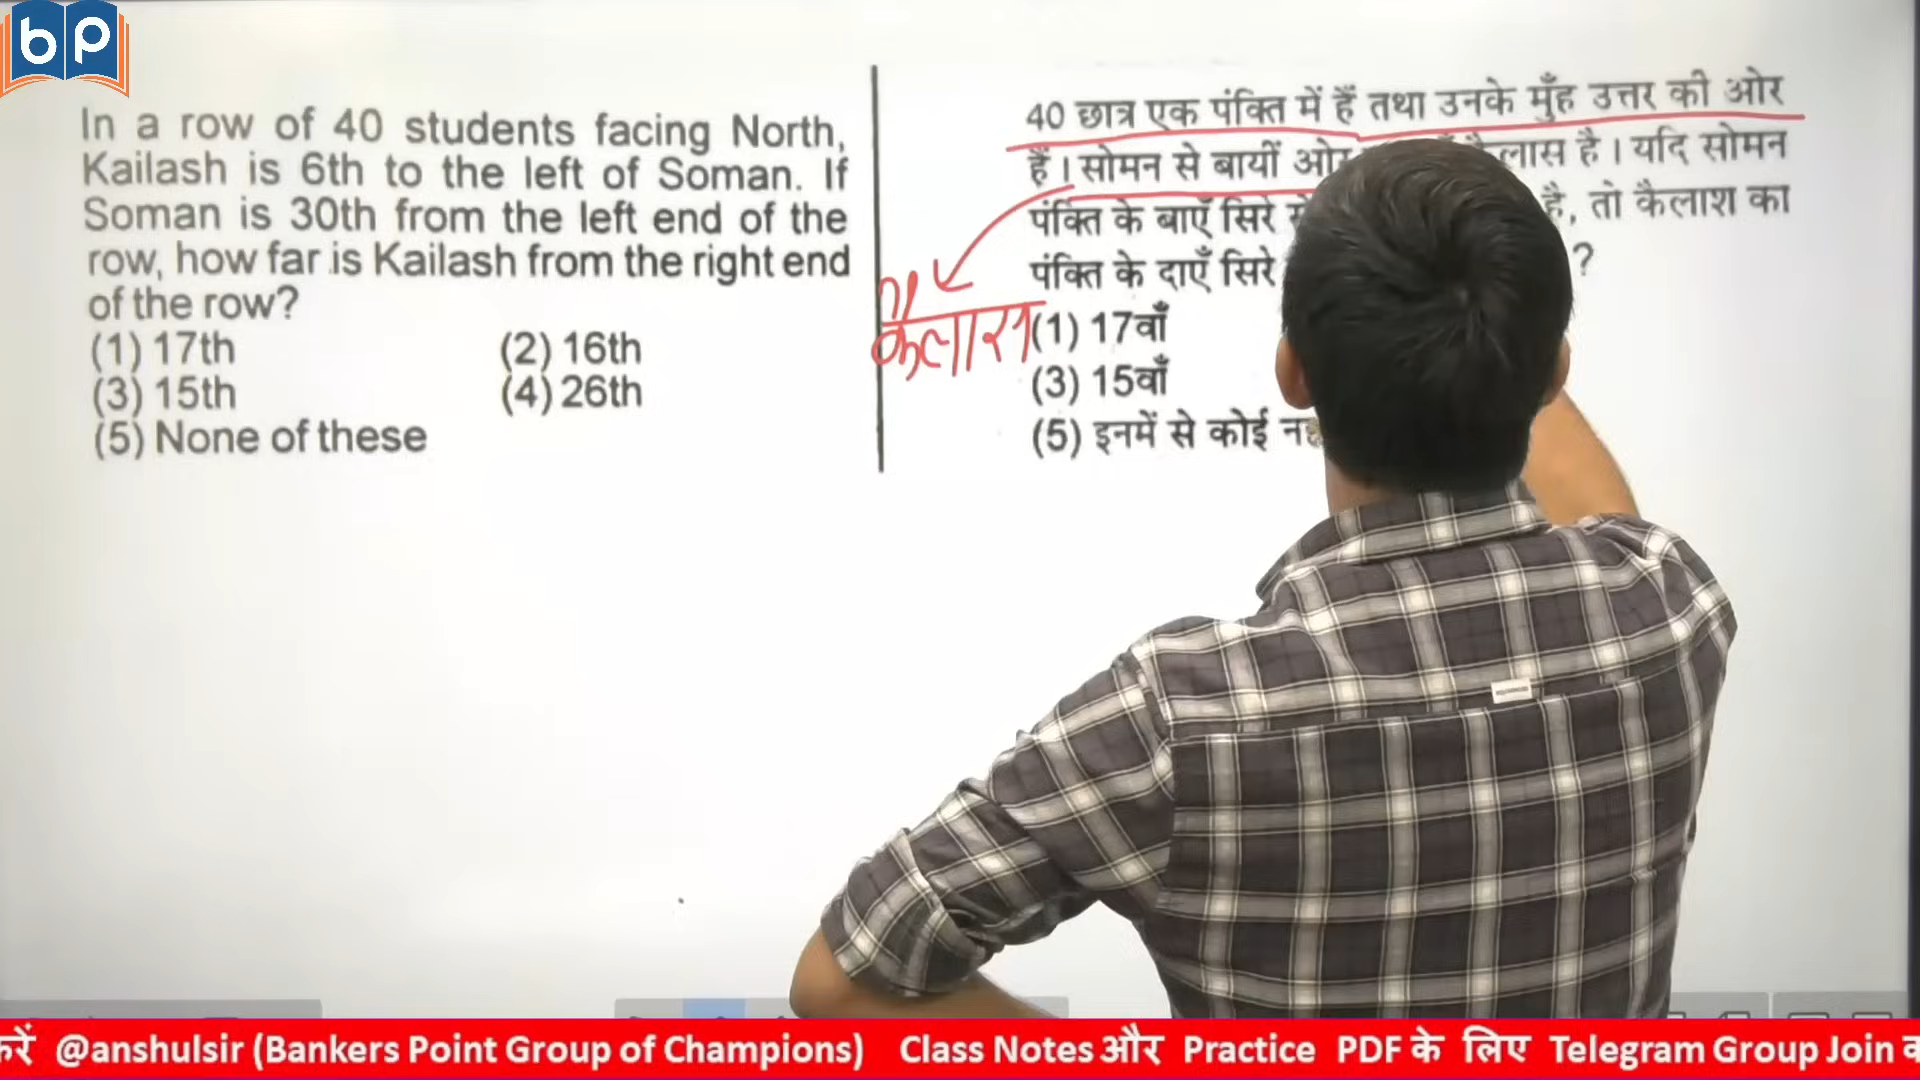 bp
In a row of 40 students facing North,
Kailash is 6th to the left of Soman. If
Soman is 30th from the left end of the
row, how far is Kailash from the right end
of the row?
(1) 17th (2) 16th
(3) 15th (4) 26th
(5) None of these
40 छात्र एक पंक्ति में हैं तथा उनके मुँह उत्तर की ओर
हैं। सोमन से बायीं ओर है। यदि सोमन
पंक्ति के बाएँ सिरे है, तो कैलाश का
पंक्ति के दाएँ सिरे ?
(1) 17वाँ
(3) 15वाँ
(5) इनमें से कोई
@anshulsir (Bankers Point Group of Champions) Class Notes और Practice PDF के लिए Telegram Group Join